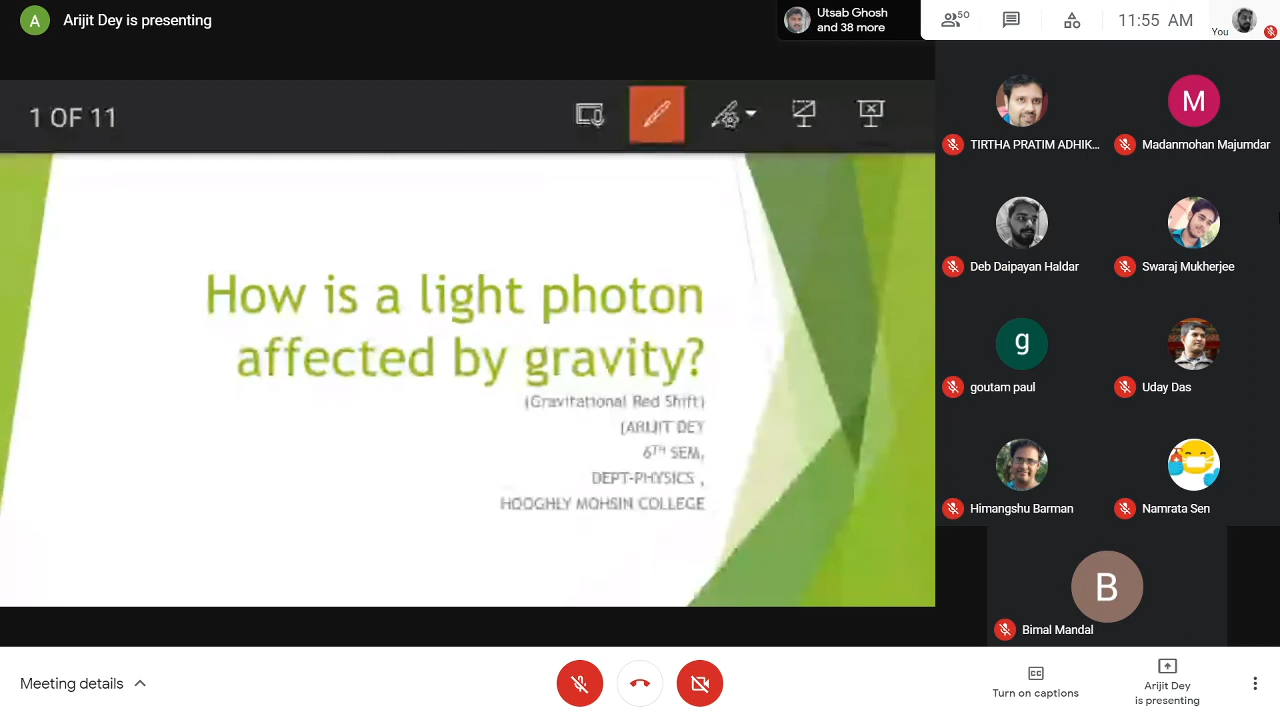 A
Arijit Dey is presenting
Utsab Ghosh
and 38 more
50
11:55 AM
You
1 OF 11
How is a light photon
affected by gravity?
(Gravitational Red Shift)
(ARIJIT DEY
6TH SEM,
DEPT-PHYSICS ,
HOOGHLY MOHSIN COLLEGE
TIRTHA PRATIM ADHIK...
M
Madanmohan Majumdar
Deb Daipayan Haldar
Swaraj Mukherjee
g
goutam paul
Uday Das
Himangshu Barman
Namrata Sen
B
Bimal Mandal
Meeting details
CC
Turn on captions
Arijit Dey
is presenting